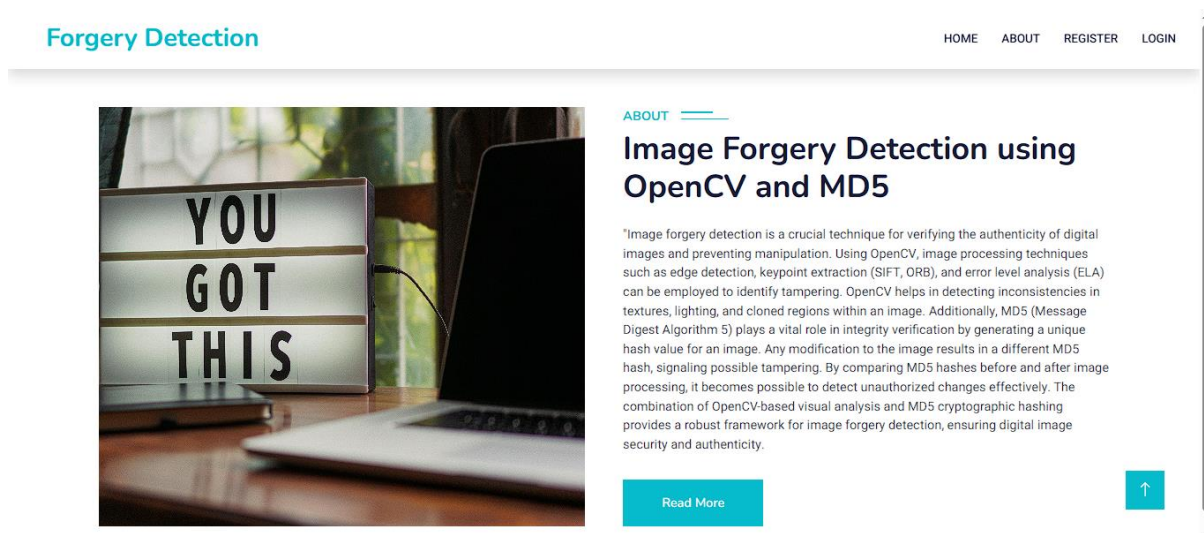 Forgery Detection
HOME ABOUT REGISTER LOGIN
YOU
GOT
THIS
ABOUT
Image Forgery Detection using
OpenCV and MD5
"Image forgery detection is a crucial technique for verifying the authenticity of digital
images and preventing manipulation. Using OpenCV, image processing techniques
such as edge detection, keypoint extraction (SIFT, ORB), and error level analysis (ELA)
can be employed to identify tampering. OpenCV helps in detecting inconsistencies in
textures, lighting, and cloned regions within an image. Additionally, MD5 (Message
Digest Algorithm 5) plays a vital role in integrity verification by generating a unique
hash value for an image. Any modification to the image results in a different MD5
hash, signaling possible tampering. By comparing MD5 hashes before and after image
processing, it becomes possible to detect unauthorized changes effectively. The
combination of OpenCV-based visual analysis and MD5 cryptographic hashing
provides a robust framework for image forgery detection, ensuring digital image
security and authenticity.
Read More